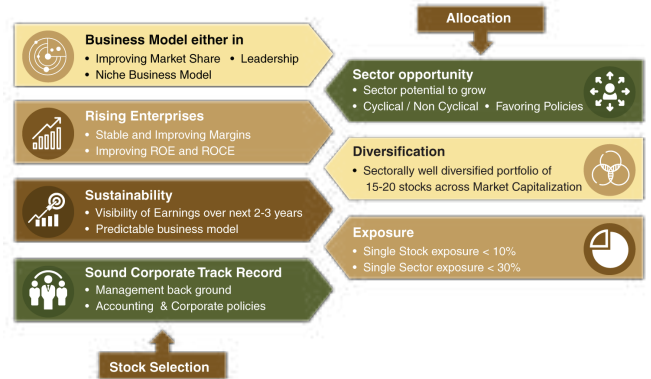 Allocation
Business Model either in
• Improving Market Share • Leadership
• Niche Business Model
Sector opportunity
• Sector potential to grow
• Cyclical / Non Cyclical • Favoring Policies
Rising Enterprises
• Stable and Improving Margins
• Improving ROE and ROCE
Diversification
• Sectorally well diversified portfolio of
15-20 stocks across Market Capitalization
Sustainability
• Visibility of Earnings over next 2-3 years
• Predictable business model
Exposure
• Single Stock exposure < 10%
• Single Sector exposure < 30%
Sound Corporate Track Record
• Management back ground
• Accounting & Corporate policies
Stock Selection